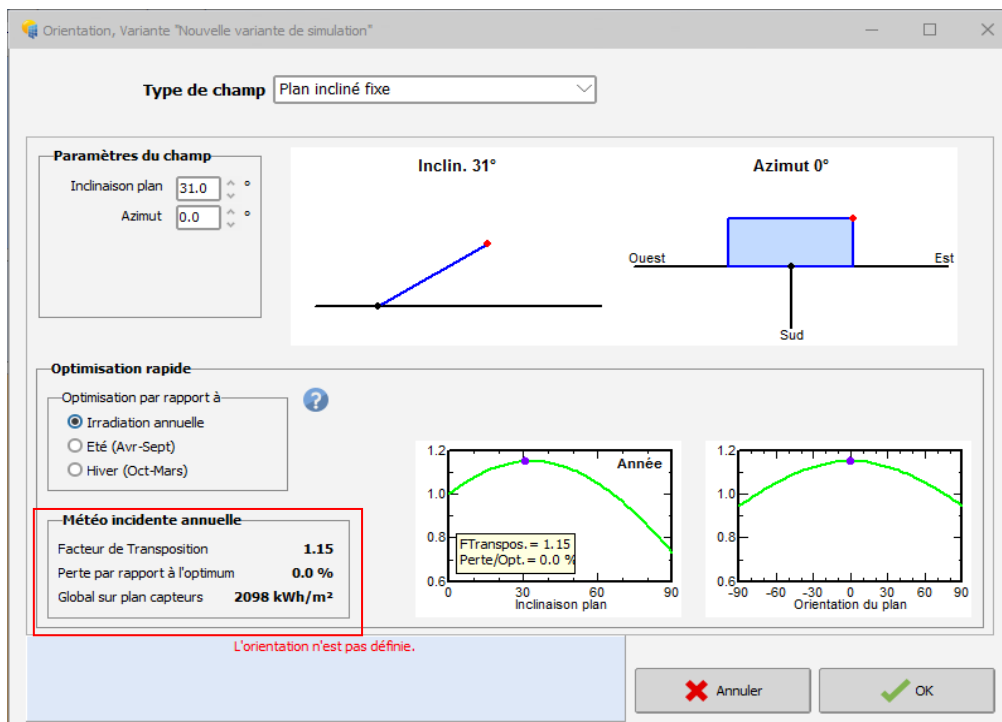 Orientation, Variante "Nouvelle variante de simulation"
Type de champ Plan incliné fixe
Paramètres du champ
Inclinaison plan 31.0 °
Azimut 0.0 °
Inclin. 31°
Azimut 0°
Ouest Est
Sud
Optimisation rapide
Optimisation par rapport à
Irradiation annuelle
Eté (Avr-Sept)
Hiver (Oct-Mars)
?
Météo incidente annuelle
Facteur de Transposition 1.15
Perte par rapport à l'optimum 0.0 %
Global sur plan capteurs 2098 kWh/m²
1.2
1.0
0.8
0.6
Année
FTranspos. = 1.15
Perte/Opt. = 0.0 %
0 30 60 90
Inclinaison plan
1.2
1.0
0.8
0.6
-90 -60 -30 0 30 60 90
Orientation du plan
L'orientation n'est pas définie.
Annuler
OK